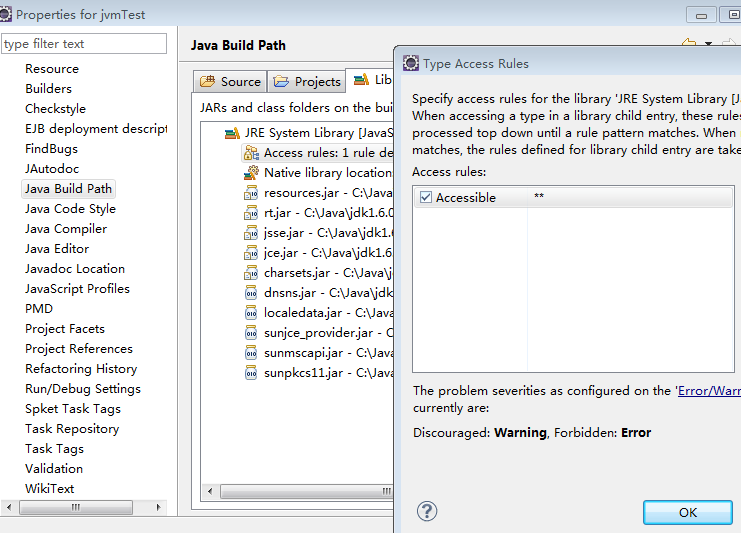 Properties for jvmTest
type filter text
Resource
Builders
Checkstyle
EJB deployment descript
FindBugs
JAutodoc
Java Build Path
Java Code Style
Java Compiler
Java Editor
Javadoc Location
JavaScript Profiles
PMD
Project Facets
Project References
Refactoring History
Run/Debug Settings
Spket Task Tags
Task Repository
Task Tags
Validation
WikiText
Java Build Path
Source
Projects
Lib
JARs and class folders on the bui
JRE System Library [JavaS
Access rules: 1 rule de
Native library location:
resources.jar - C:\Java\j
rt.jar - C:\Java\jdk1.6.0
jsse.jar - C:\Java\jdk1.6.
jce.jar - C:\Java\jdk1.6.
charsets.jar - C:\Java\jd
dnsns.jar - C:\Java\jdk
localedata.jar - C:\Java
sunjce_provider.jar - C:
sunmscapi.jar - C:\Java\
sunpkcs11.jar - C:\Java\
Type Access Rules
Specify access rules for the library 'JRE System Library [Ja
When accessing a type in a library child entry, these rules
processed top down until a rule pattern matches. When
matches, the rules defined for library child entry are take
Access rules:
Accessible **
The problem severities as configured on the 'Error/Warn
currently are:
Discouraged: Warning, Forbidden: Error
OK